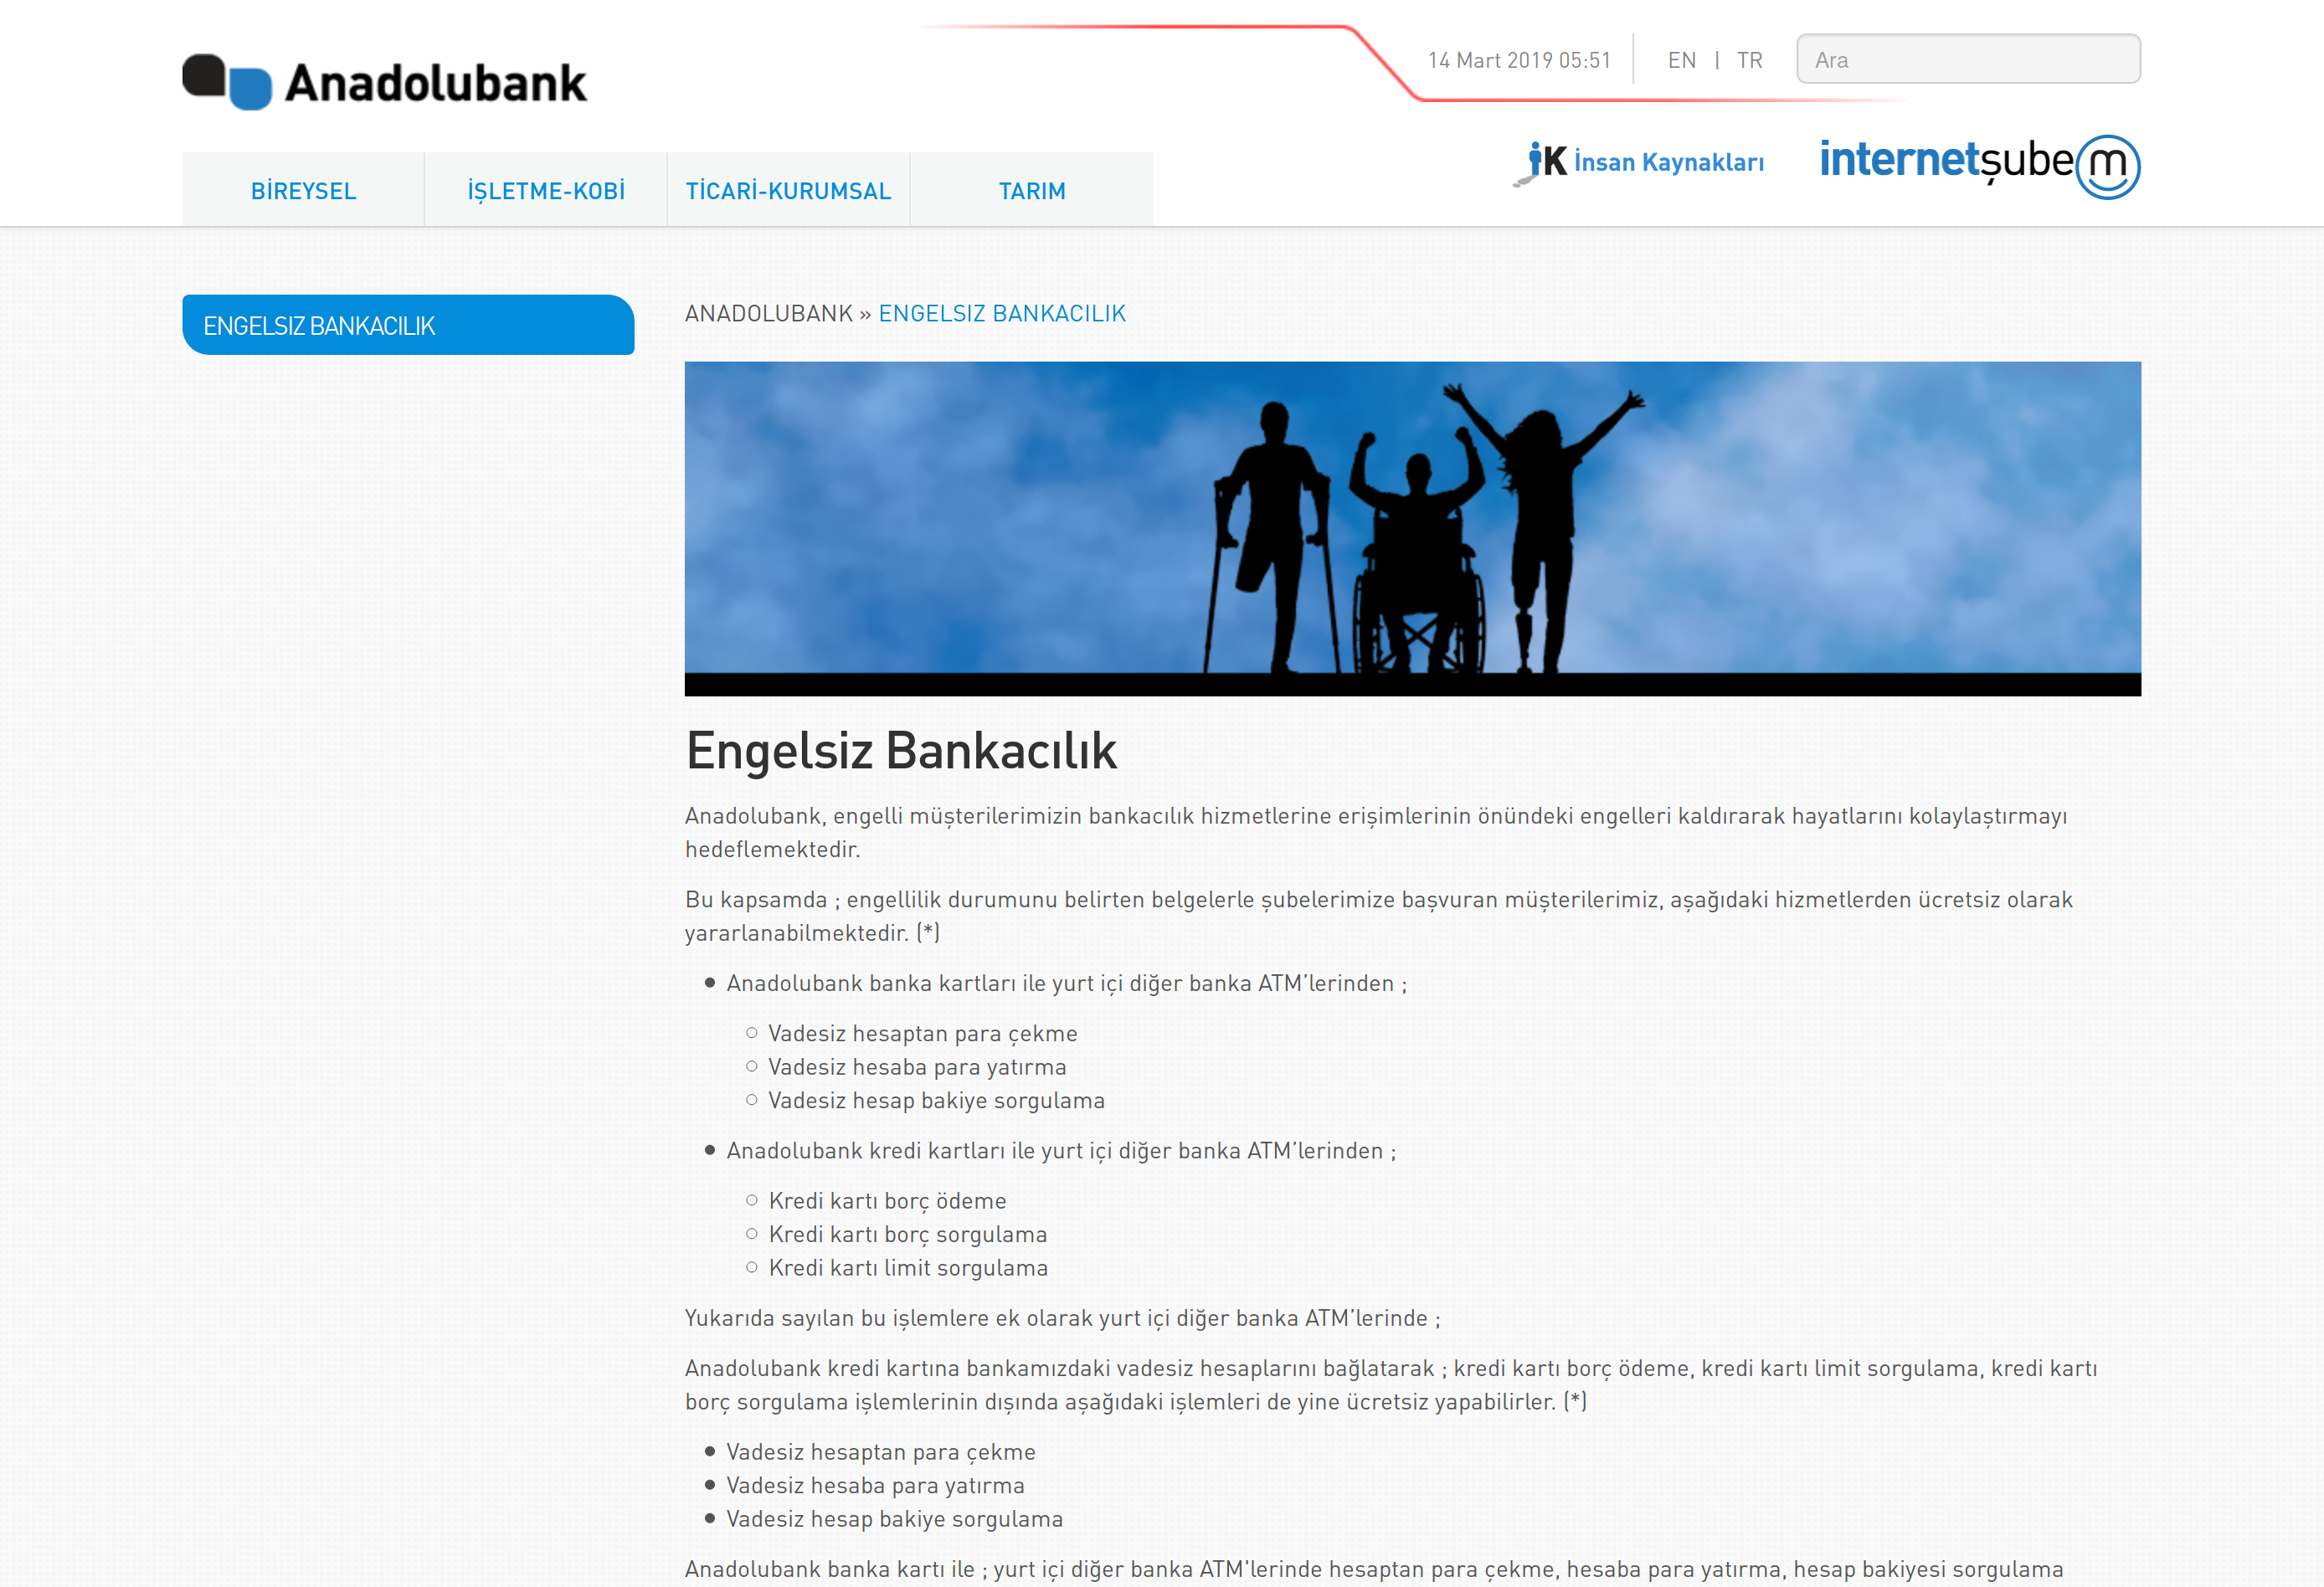 Anadolubank
14 Mart 2019 05:51
EN | TR
Ara
BİREYSEL
İŞLETME-KOBİ
TİCARİ-KURUMSAL
TARIM
iK İnsan Kaynakları
internetşubem
ENGELSIZ BANKACILIK
ANADOLUBANK » ENGELSIZ BANKACILIK
Engelsiz Bankacılık
Anadolubank, engelli müşterilerimizin bankacılık hizmetlerine erişimlerinin önündeki engelleri kaldırarak hayatlarını kolaylaştırmayı
hedeflemektedir.
Bu kapsamda ; engellilik durumunu belirten belgelerle şubelerimize başvuran müşterilerimiz, aşağıdaki hizmetlerden ücretsiz olarak
yararlanabilmektedir. (*)
Anadolubank banka kartları ile yurt içi diğer banka ATM’lerinden ;
Vadesiz hesaptan para çekme
Vadesiz hesaba para yatırma
Vadesiz hesap bakiye sorgulama
Anadolubank kredi kartları ile yurt içi diğer banka ATM’lerinden ;
Kredi kartı borç ödeme
Kredi kartı borç sorgulama
Kredi kartı limit sorgulama
Yukarıda sayılan bu işlemlere ek olarak yurt içi diğer banka ATM’lerinde ;
Anadolubank kredi kartına bankamızdaki vadesiz hesaplarını bağlatarak ; kredi kartı borç ödeme, kredi kartı limit sorgulama, kredi kartı
borç sorgulama işlemlerinin dışında aşağıdaki işlemleri de yine ücretsiz yapabilirler. (*)
Vadesiz hesaptan para çekme
Vadesiz hesaba para yatırma
Vadesiz hesap bakiye sorgulama
Anadolubank banka kartı ile ; yurt içi diğer banka ATM'lerinde hesaptan para çekme, hesaba para yatırma, hesap bakiyesi sorgulama